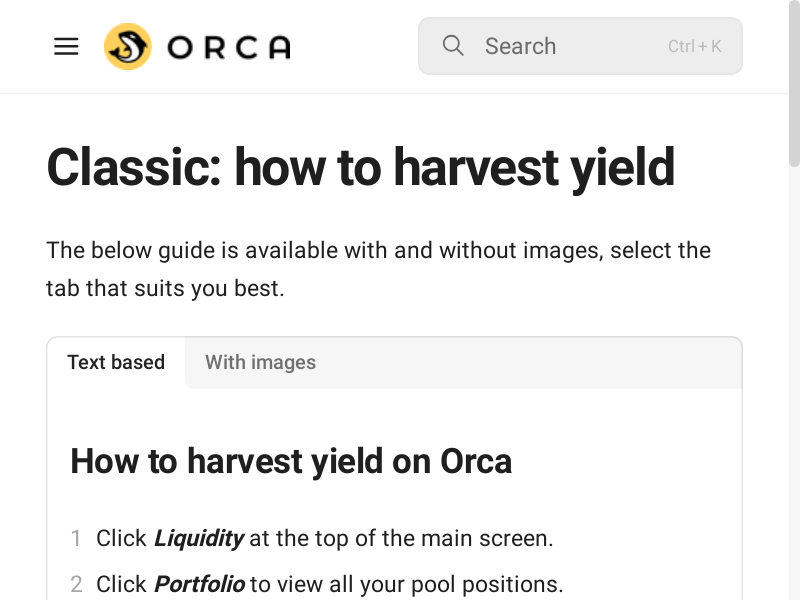 ORCA
Search
Ctrl + K
Classic: how to harvest yield
The below guide is available with and without images, select the
tab that suits you best.
Text based
With images
How to harvest yield on Orca
1 Click Liquidity at the top of the main screen.
2 Click Portfolio to view all your pool positions.